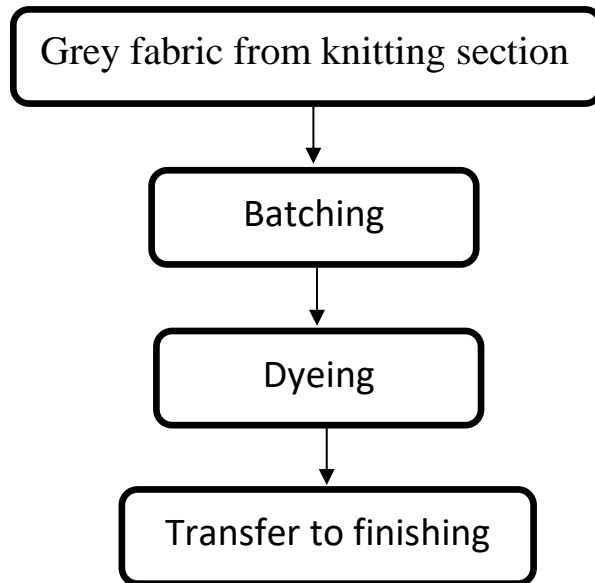 Grey fabric from knitting section
Batching
Dyeing
Transfer to finishing